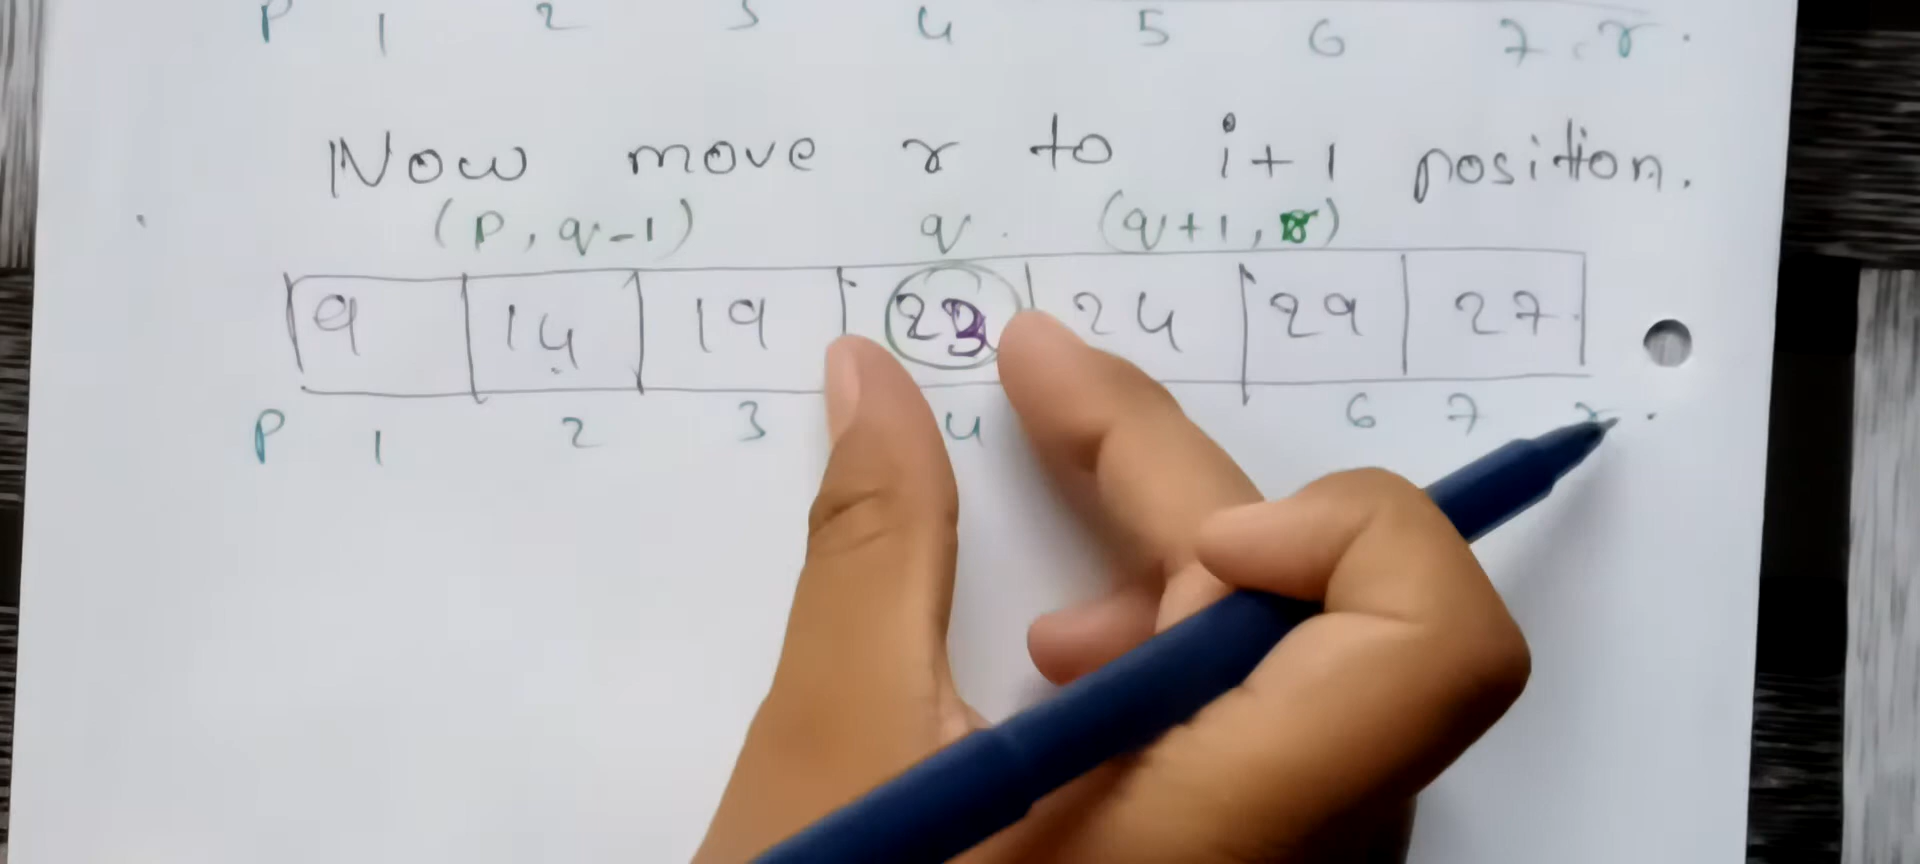 P 1 2 3 4 5 6 7 r.
Now move r to i+1 position.
(P, q-1) q. (q+1, r)
9 14 19 23 24 29 27
P 1 2 3 4 6 7 r.